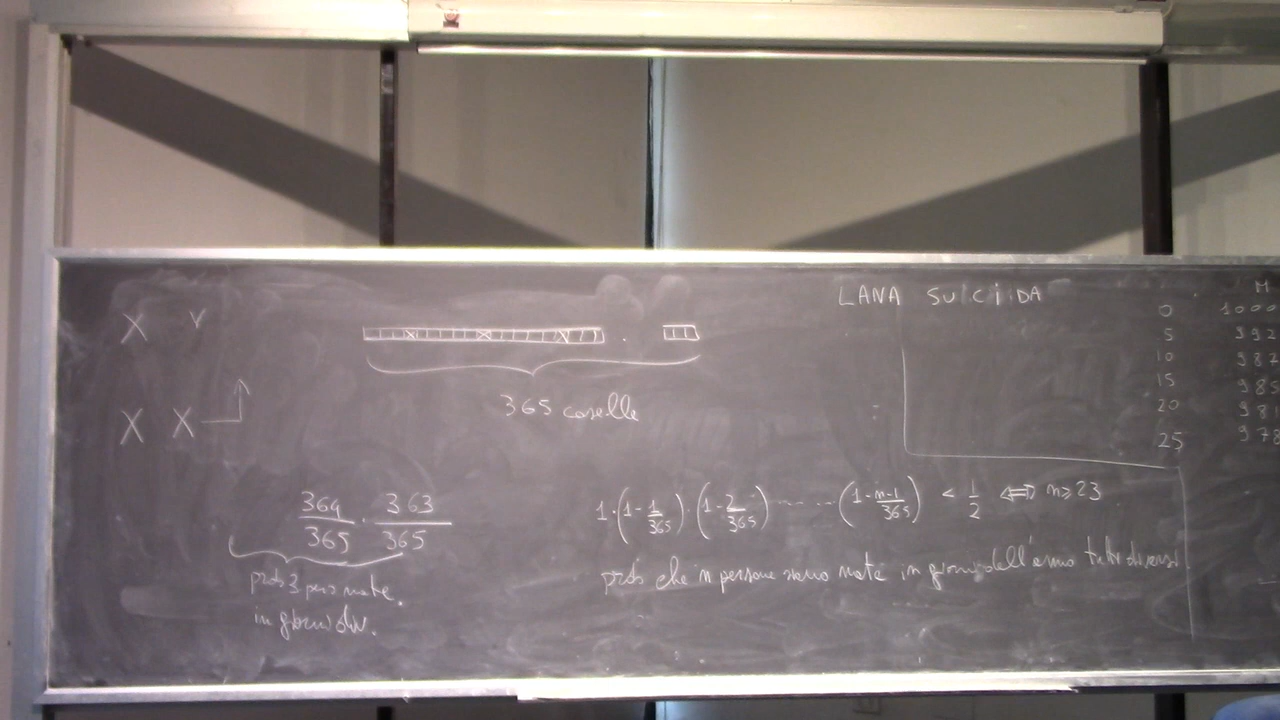 X Y
X X
365 caselle
364/365 · 363/365
prob 3 pers nate
in giorni div.
LANA SUICIDA
M
0 1000
5 992
10 987
15 985
20 981
25 978
1·(1-1/365)·(1-2/365)·······(1-n-1/365) < 1/2 ⇔ n≥23
prob che n persone siano nate in giorni dell'anno tutti diversi